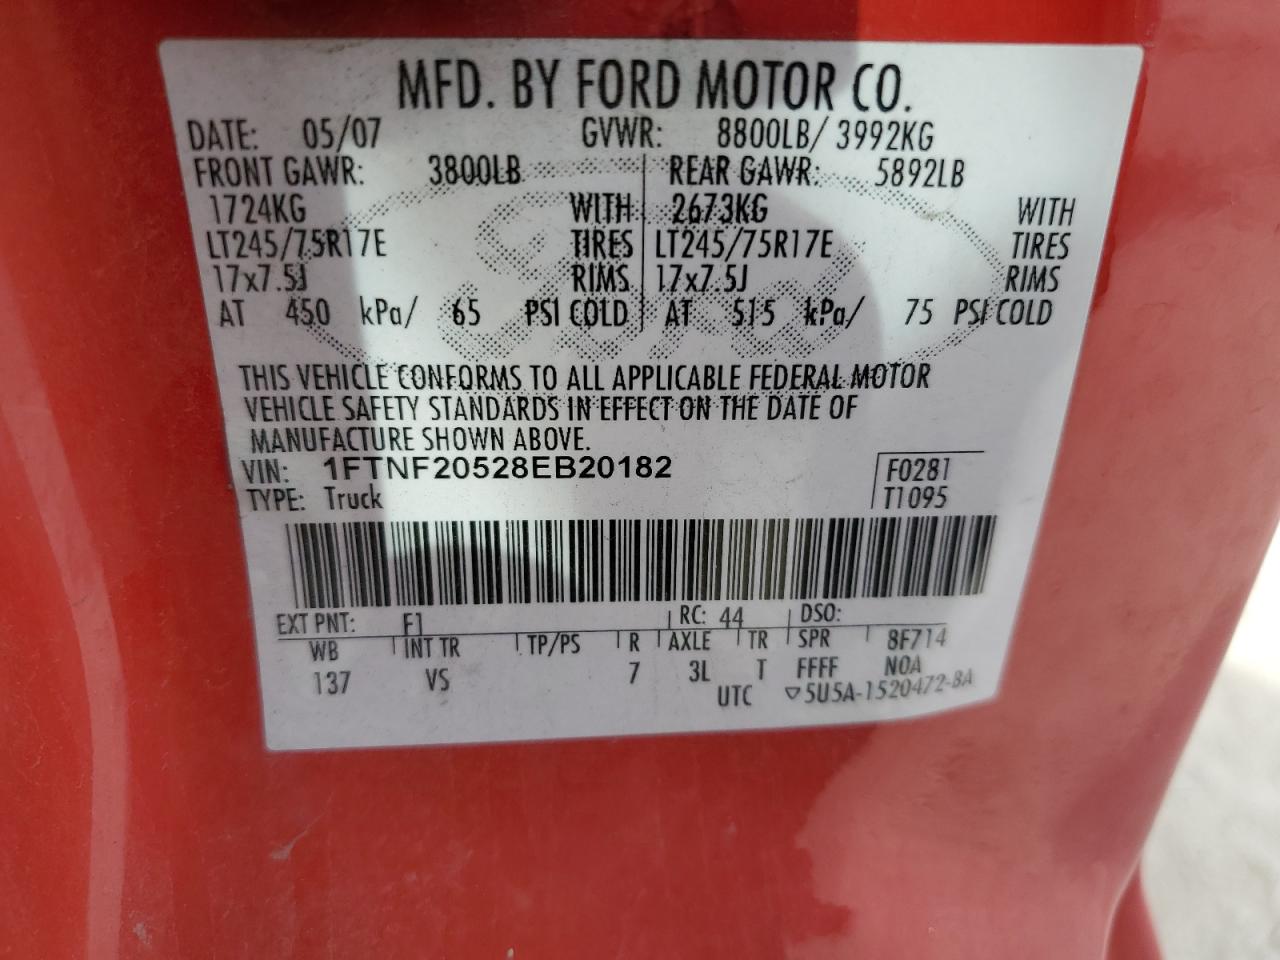 MFD. BY FORD MOTOR CO.
DATE: 05/07 GVWR: 8800LB/ 3992KG
FRONT GAWR: 3800LB REAR GAWR: 5892LB
1724KG WITH 2673KG WITH
LT245/75R17E TIRES LT245/75R17E TIRES
17x7.5J RIMS 17x7.5J RIMS
AT 450 kPa/ 65 PSI COLD AT 515 kPa/ 75 PSI COLD
THIS VEHICLE CONFORMS TO ALL APPLICABLE FEDERAL MOTOR
VEHICLE SAFETY STANDARDS IN EFFECT ON THE DATE OF
MANUFACTURE SHOWN ABOVE.
VIN: 1FTNF20528EB20182 F0281
TYPE: Truck T1095
EXT PNT: F1 RC: 44 DSO:
WB INT TR TP/PS R AXLE TR SPR 8F714
137 VS 7 3L T FFFF NOA
UTC ▽5U5A-1520472-BA